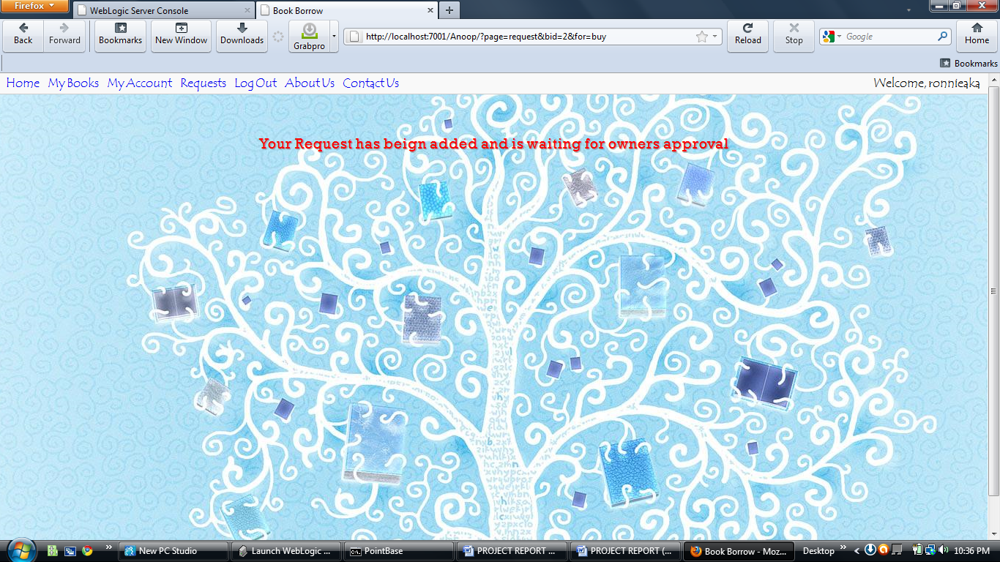 Firefox
WebLogic Server Console
Book Borrow
Back
Forward
Bookmarks
New Window
Downloads
Grabpro
http://localhost:7001/Anoop/?page=request&bid=2&for=buy
Reload
Stop
Google
Home
Bookmarks
Home My Books My Account Requests Log Out About Us Contact Us
Welcome, ronnieaka
Your Request has beign added and is waiting for owners approval
New PC Studio
Launch WebLogic ...
PointBase
PROJECT REPORT ...
PROJECT REPORT (...
Book Borrow - Moz...
Desktop
10:36 PM